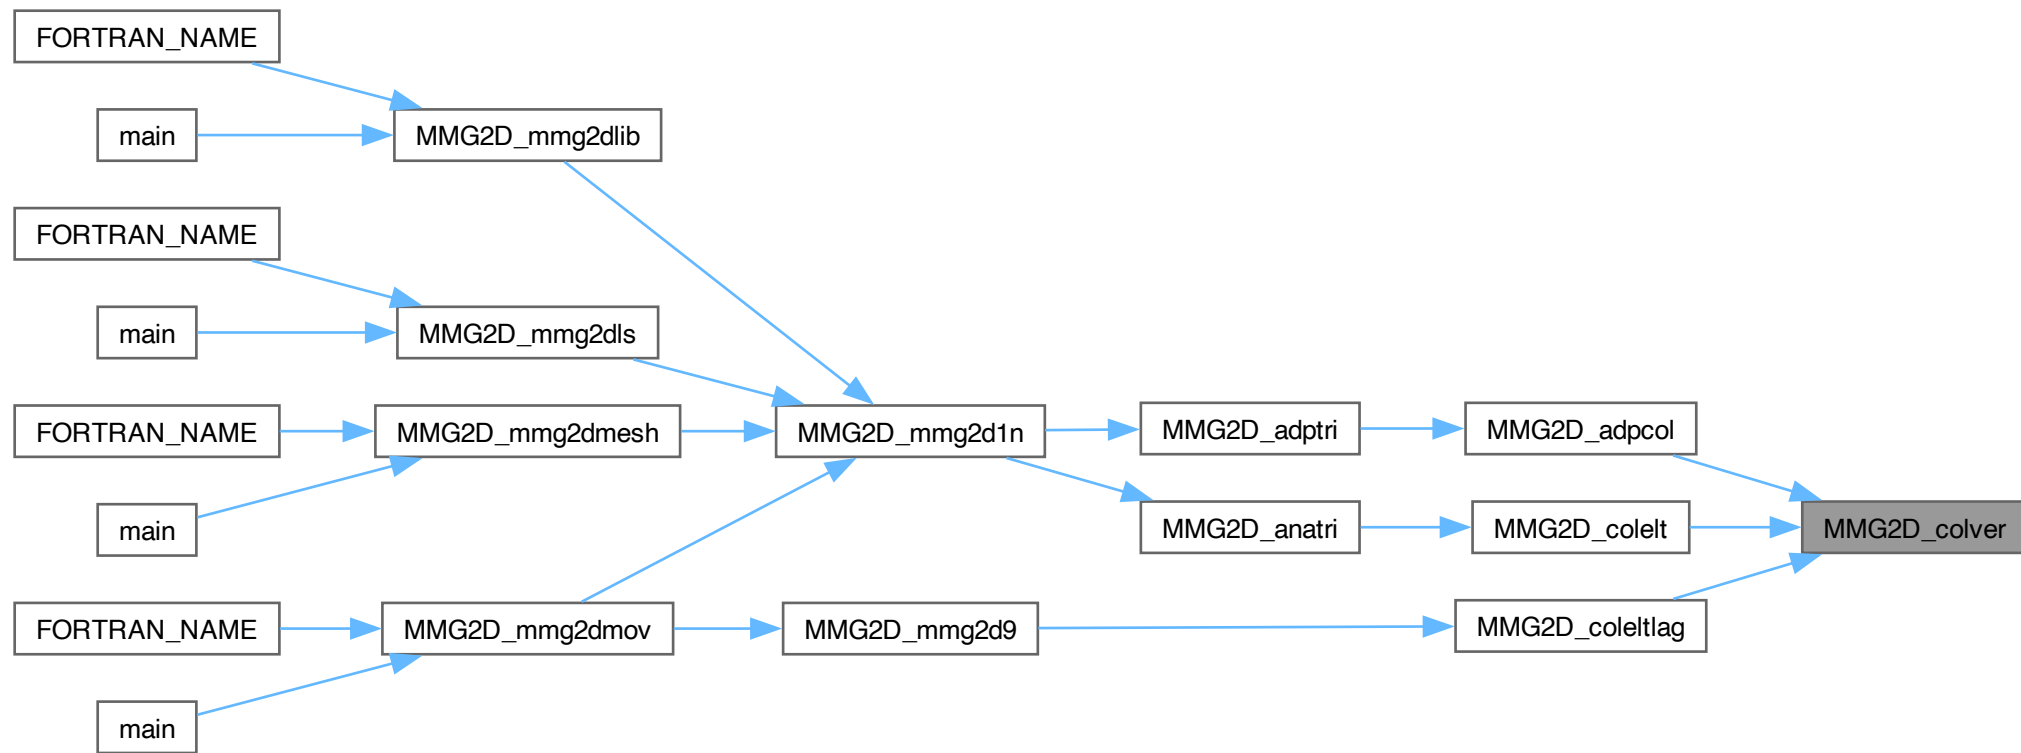 FORTRAN_NAME
main
MMG2D_mmg2dlib
FORTRAN_NAME
main
MMG2D_mmg2dls
FORTRAN_NAME
MMG2D_mmg2dmesh
MMG2D_mmg2d1n
MMG2D_adptri
MMG2D_adpcol
main
MMG2D_anatri
MMG2D_colelt
MMG2D_colver
FORTRAN_NAME
MMG2D_mmg2dmov
MMG2D_mmg2d9
MMG2D_coleltlag
main